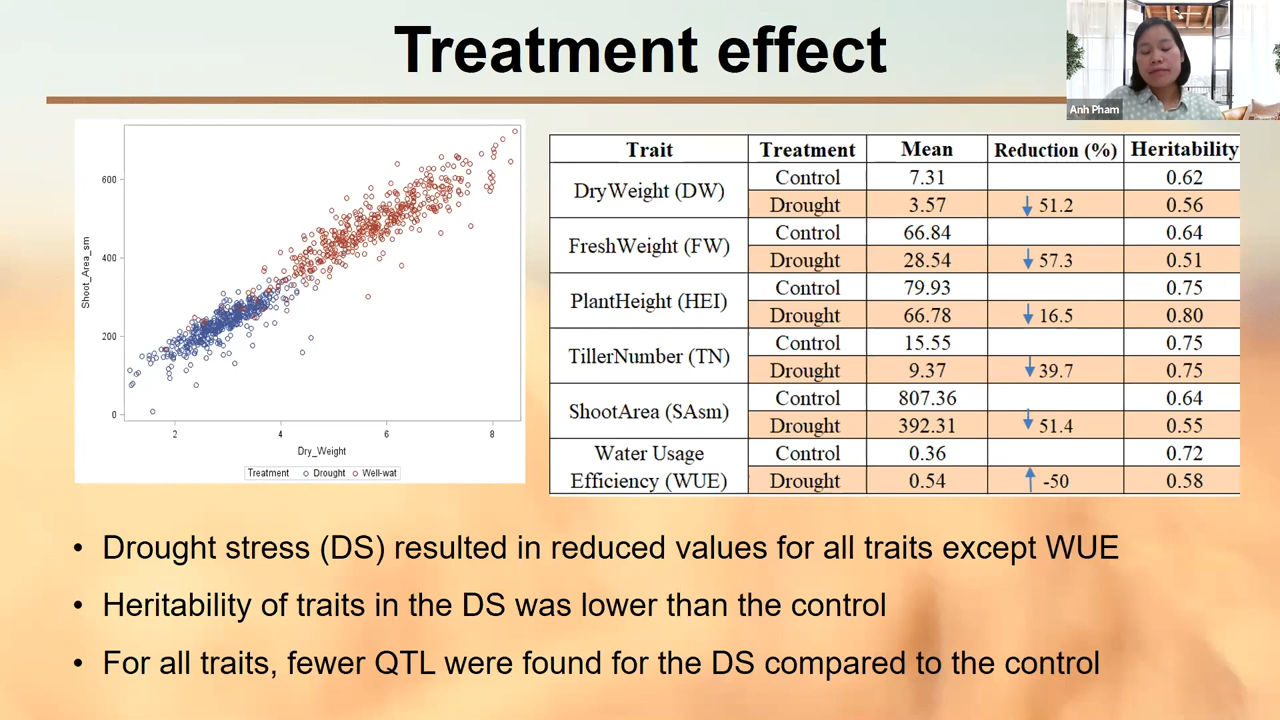 Treatment effect
Anh Pham
Shoot_Area_sm
600
400
200
0
2 4 6 8
Dry_Weight
Treatment Drought Well-wat
Trait Treatment Mean Reduction (%) Heritability
DryWeight (DW) Control 7.31 0.62
Drought 3.57 ↓ 51.2 0.56
FreshWeight (FW) Control 66.84 0.64
Drought 28.54 ↓ 57.3 0.51
PlantHeight (HEI) Control 79.93 0.75
Drought 66.78 ↓ 16.5 0.80
TillerNumber (TN) Control 15.55 0.75
Drought 9.37 ↓ 39.7 0.75
ShootArea (SAsm) Control 807.36 0.64
Drought 392.31 ↓ 51.4 0.55
Water Usage Control 0.36 0.72
Efficiency (WUE) Drought 0.54 ↑ -50 0.58
• Drought stress (DS) resulted in reduced values for all traits except WUE
• Heritability of traits in the DS was lower than the control
• For all traits, fewer QTL were found for the DS compared to the control